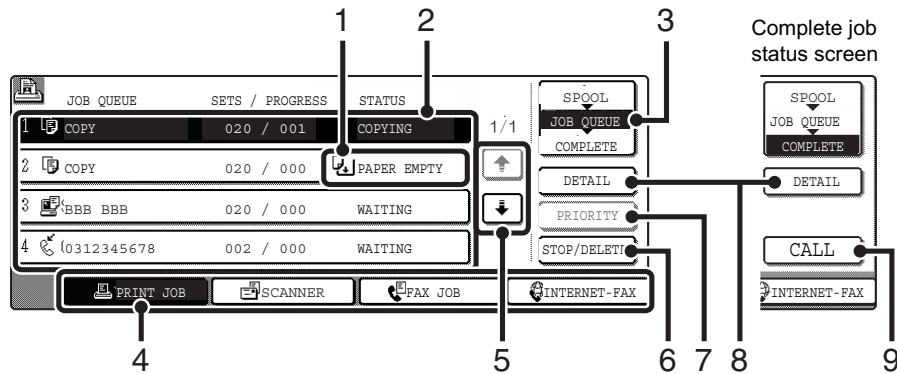 1 2 3
Complete job
status screen
JOB QUEUE SETS / PROGRESS STATUS
1 COPY 020 / 001 COPYING
2 COPY 020 / 000 PAPER EMPTY
3 BBB BBB 020 / 000 WAITING
4 0312345678 002 / 000 WAITING
1/1
SPOOL
JOB QUEUE
COMPLETE
DETAIL
PRIORITY
STOP/DELETE
PRINT JOB SCANNER FAX JOB INTERNET-FAX
SPOOL
JOB QUEUE
COMPLETE
DETAIL
CALL
INTERNET-FAX
4 5 6 7 8 9